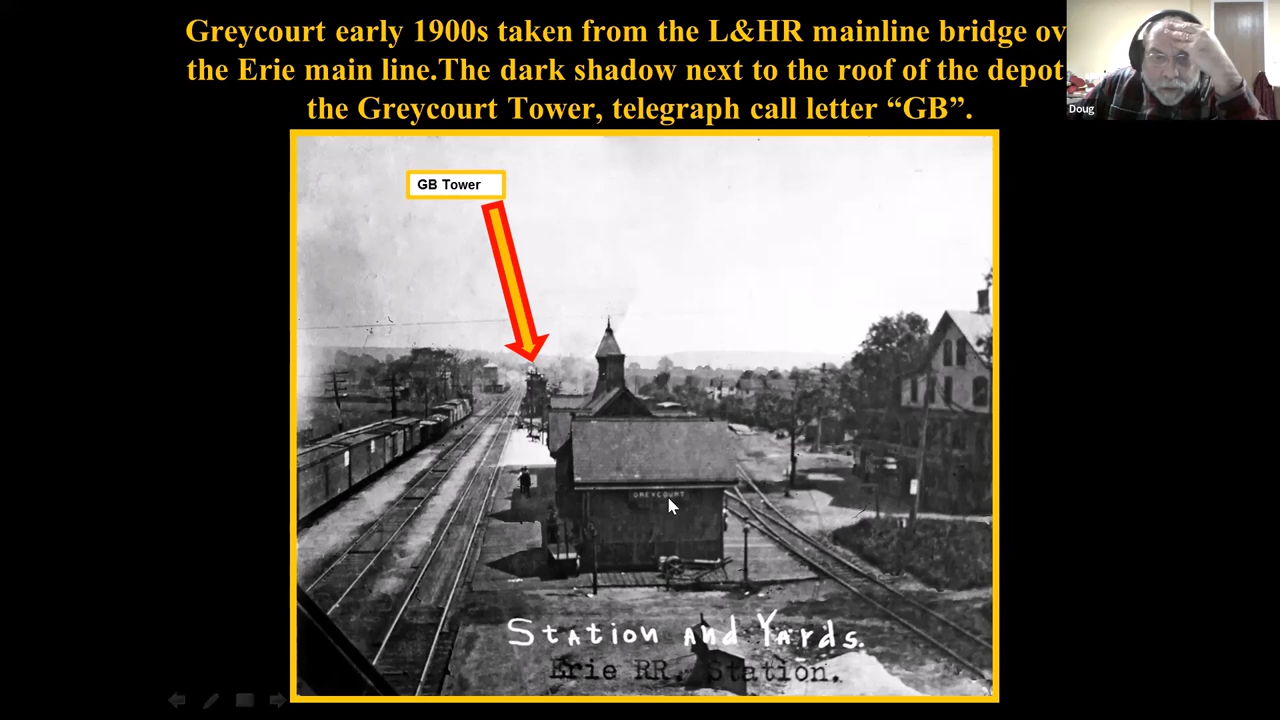 Greycourt early 1900s taken from the L&HR mainline bridge ov
the Erie main line.The dark shadow next to the roof of the depot
the Greycourt Tower, telegraph call letter “GB”.
Doug
GB Tower
GREYCOURT
Station and Yards.
Erie RR. Station.